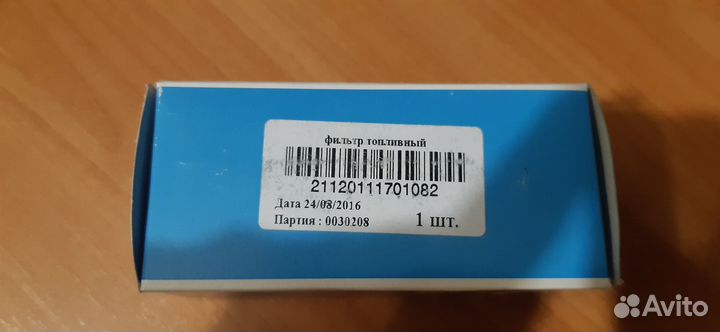 фильтр топливный
21120111701082
Дата 24/08/2016
Партия : 0030208
1 шт.
Avito